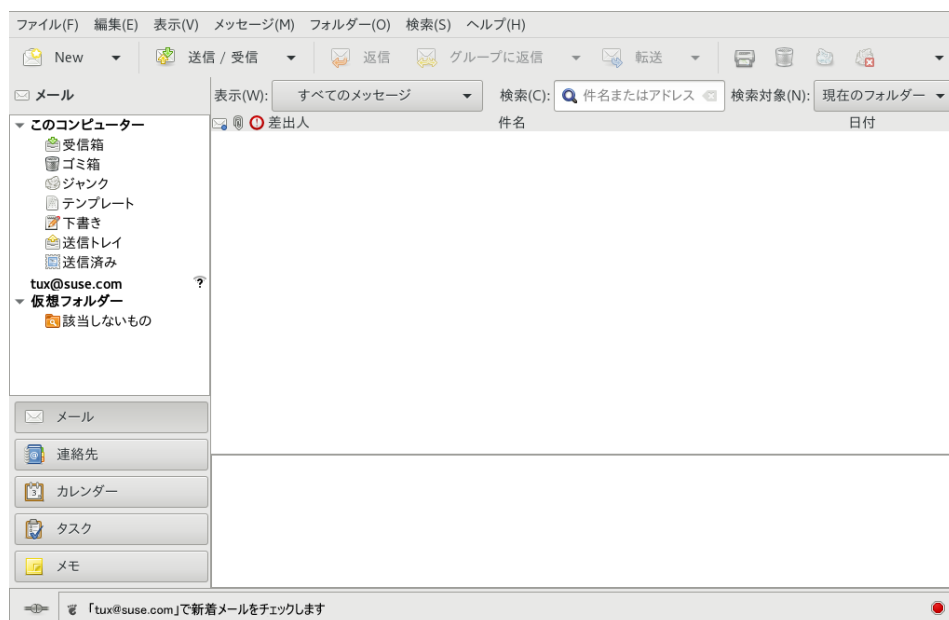 ファイル(F) 編集(E) 表示(V) メッセージ(M) フォルダー(O) 検索(S) ヘルプ(H)
New 送信 / 受信 返信 グループに返信 転送
メール 表示(W): すべてのメッセージ 検索(C): 件名またはアドレス 検索対象(N): 現在のフォルダー
差出人 件名 日付
このコンピューター
受信箱
ゴミ箱
ジャンク
テンプレート
下書き
送信トレイ
送信済み
tux@suse.com
仮想フォルダー
該当しないもの
メール
連絡先
カレンダー
タスク
メモ
「tux@suse.com」で新着メールをチェックします